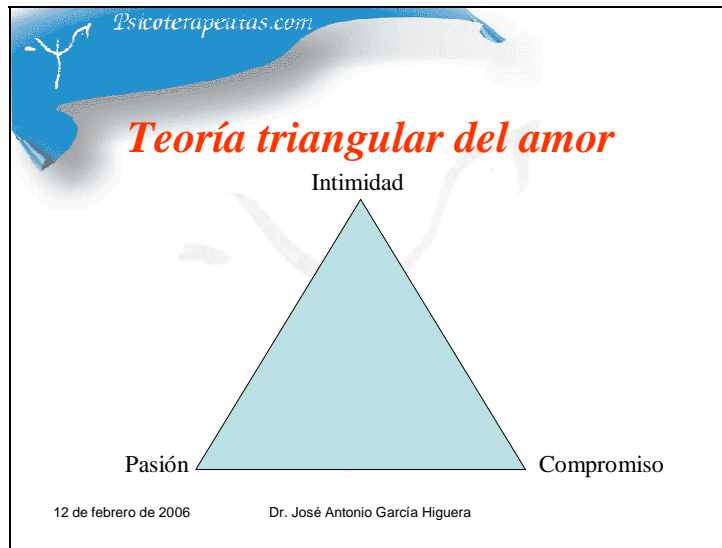 Psicoterapeutas.com
Teoría triangular del amor
Intimidad
Pasión
Compromiso
12 de febrero de 2006
Dr. José Antonio García Higuera